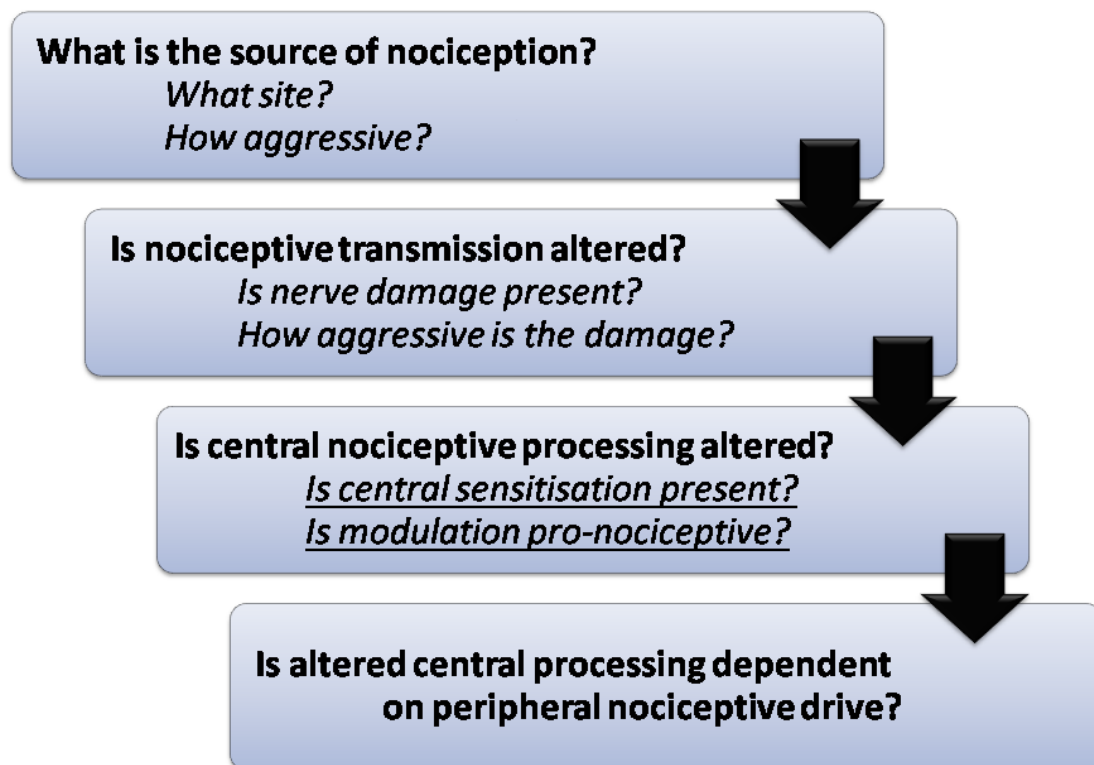 What is the source of nociception?
What site?
How aggressive?
Is nociceptive transmission altered?
Is nerve damage present?
How aggressive is the damage?
Is central nociceptive processing altered?
Is central sensitisation present?
Is modulation pro-nociceptive?
Is altered central processing dependent
on peripheral nociceptive drive?